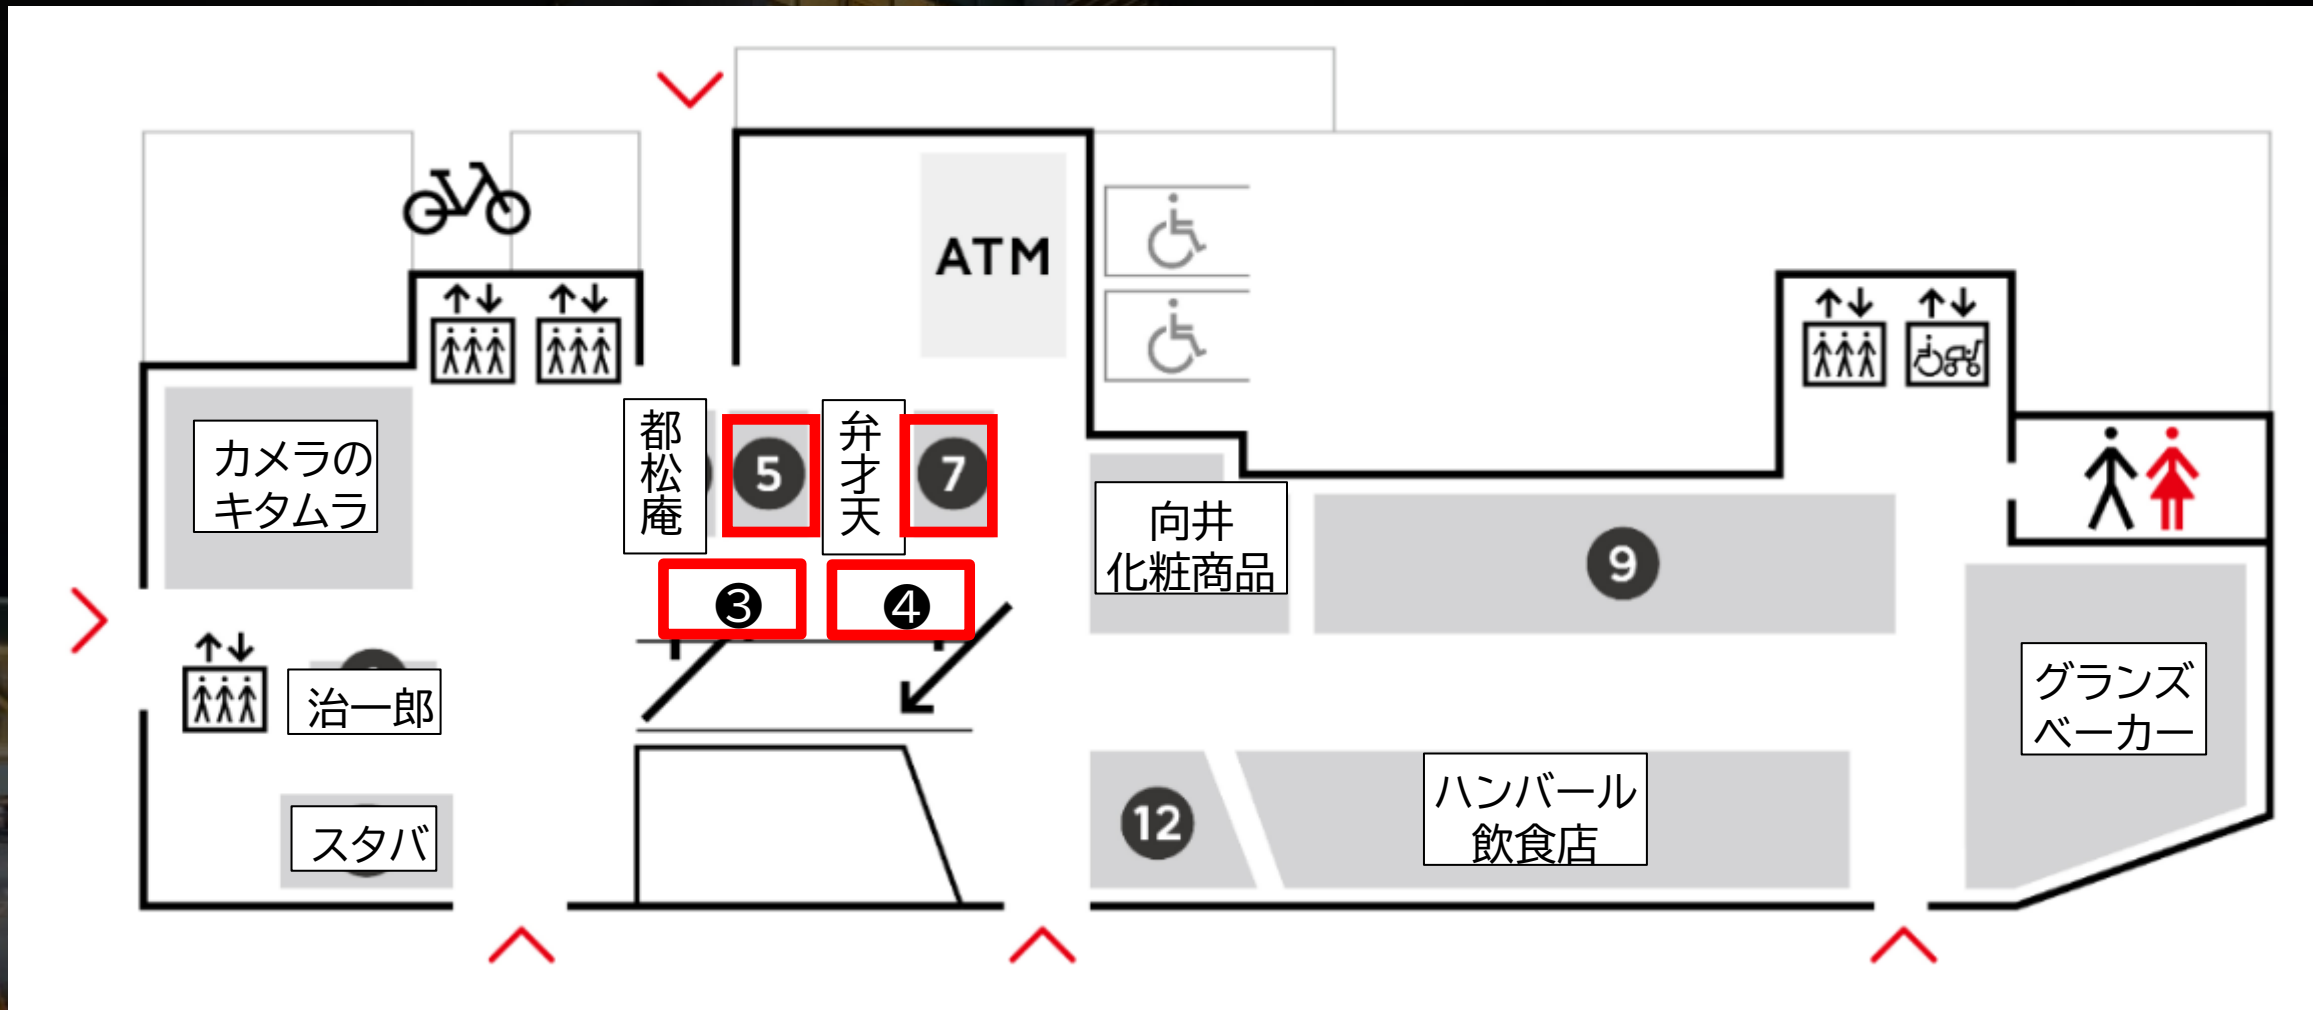 ATM
カメラの
キタムラ
都松庵
5
弁才天
7
向井
化粧商品
9
3
4
治一郎
グランズ
ベーカー
スタバ
12
ハンバール
飲食店